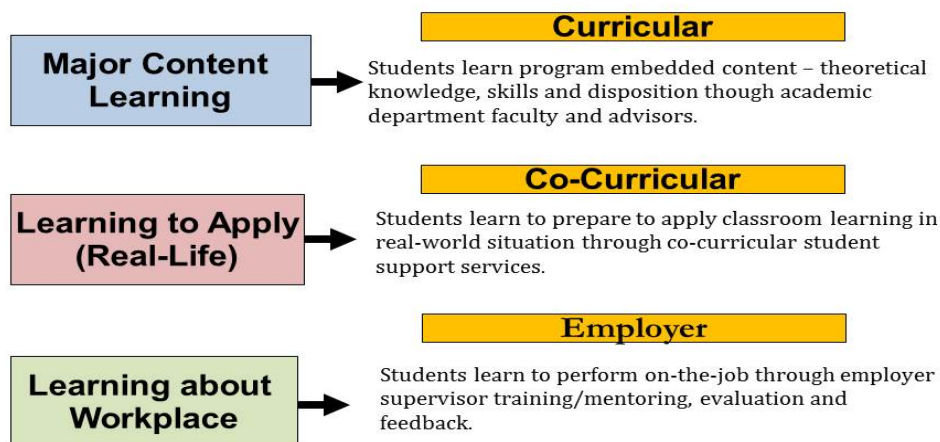 Curricular
Major Content
Learning
Students learn program embedded content – theoretical
knowledge, skills and disposition though academic
department faculty and advisors.
Co-Curricular
Learning to Apply
(Real-Life)
Students learn to prepare to apply classroom learning in
real-world situation through co-curricular student
support services.
Employer
Learning about
Workplace
Students learn to perform on-the-job through employer
supervisor training/mentoring, evaluation and
feedback.